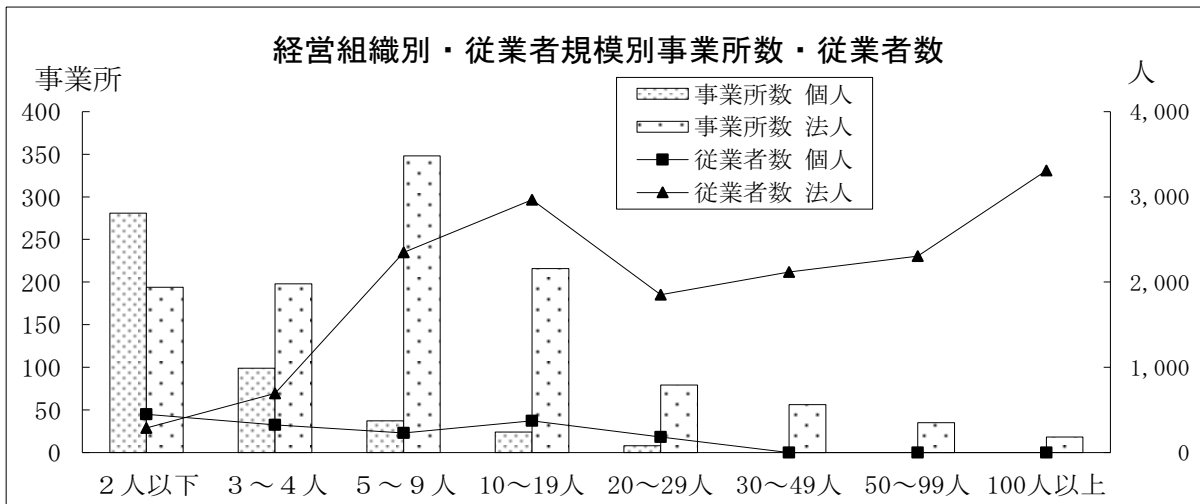 経営組織別・従業者規模別事業所数・従業者数
事業所
人
事業所数 個人
事業所数 法人
従業者数 個人
従業者数 法人
400
350
300
250
200
150
100
50
0
4,000
3,000
2,000
1,000
0
２人以下 ３～４人 ５～９人 10～19人 20～29人 30～49人 50～99人 100人以上